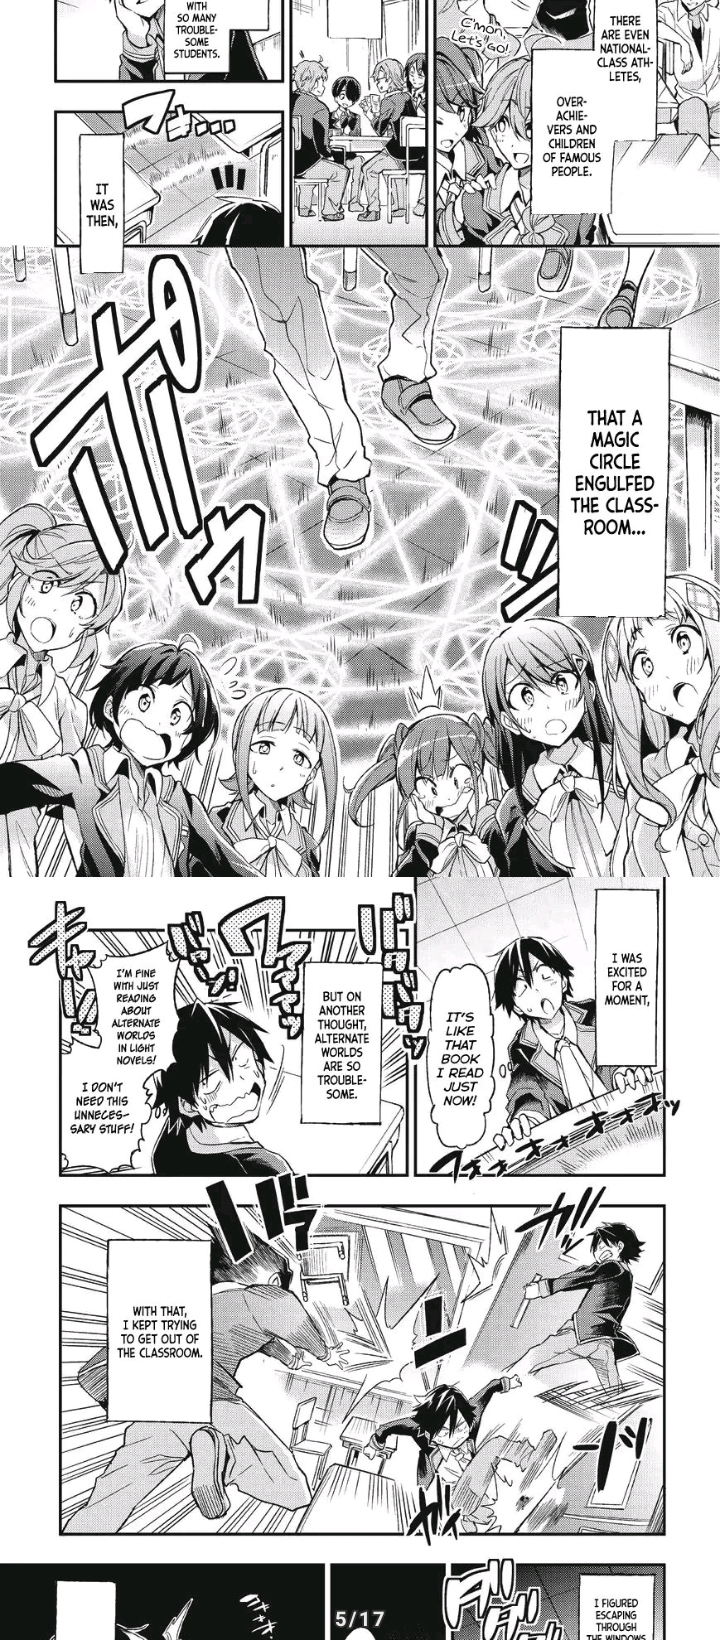 THERE
ARE EVEN
NATIONAL-
CLASS ATH-
LETES,
OVER-
ACHIE-
VERS AND
CHILDREN
OF FAMOUS
PEOPLE.
C'mon,
Let's Go!
WITH
SO MANY
TROUBLE-
SOME
STUDENTS.
IT
WAS
THEN,
THAT A
MAGIC
CIRCLE
ENGULFED
THE CLASS-
ROOM...
ポウッ
I WAS
EXCITED
FOR A
MOMENT,
IT'S
LIKE
THAT
BOOK
I READ
JUST
NOW!
BUT ON
ANOTHER
THOUGHT,
ALTERNATE
WORLDS
ARE SO
TROUBLE-
SOME.
I'M FINE
WITH JUST
READING
ABOUT
ALTERNATE
WORLDS
IN LIGHT
NOVELS!
I DON'T
NEED THIS
UNNECES-
SARY STUFF!
WITH THAT,
I KEPT TRYING
TO GET OUT OF THE
CLASSROOM.
I FIGURED
ESCAPING
THROUGH
THE WINDOWS
5/17